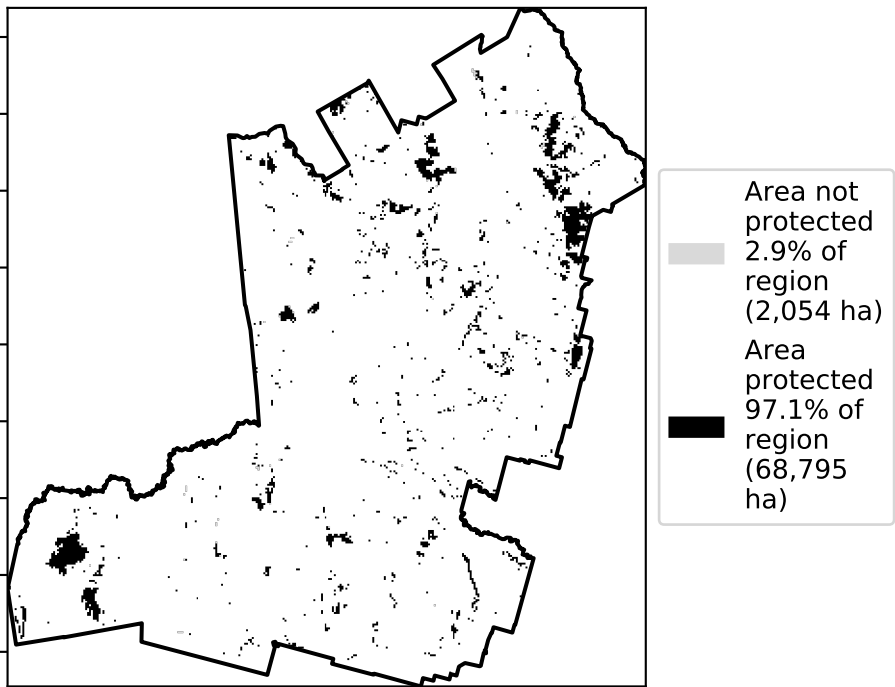 Area not
protected
2.9% of
region
(2,054 ha)
Area
protected
97.1% of
region
(68,795
ha)